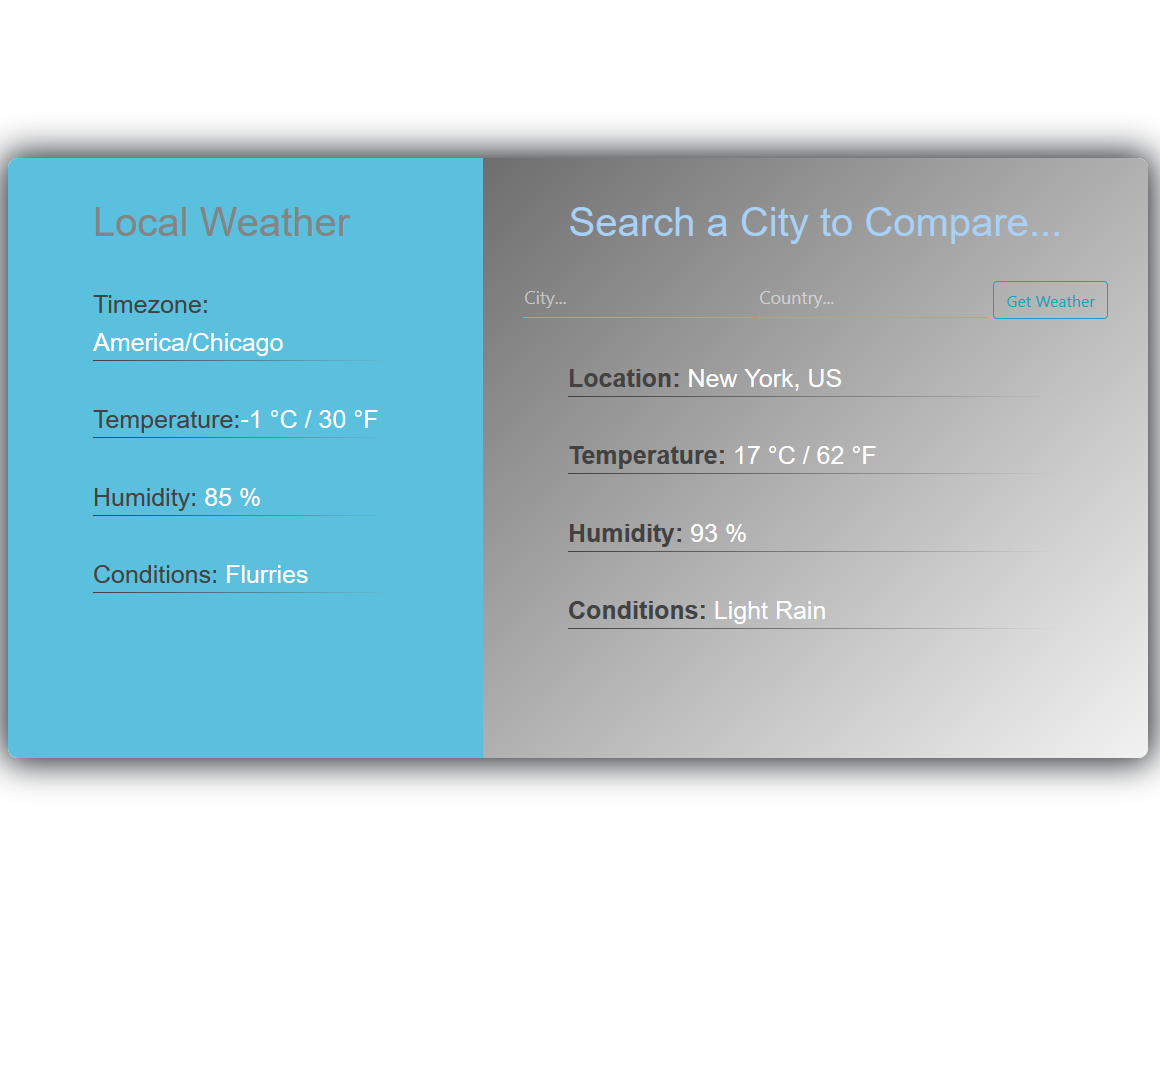 Local Weather
Timezone:
America/Chicago
Temperature:-1 °C / 30 °F
Humidity: 85 %
Conditions: Flurries
Search a City to Compare...
City...
Country...
Get Weather
Location: New York, US
Temperature: 17 °C / 62 °F
Humidity: 93 %
Conditions: Light Rain